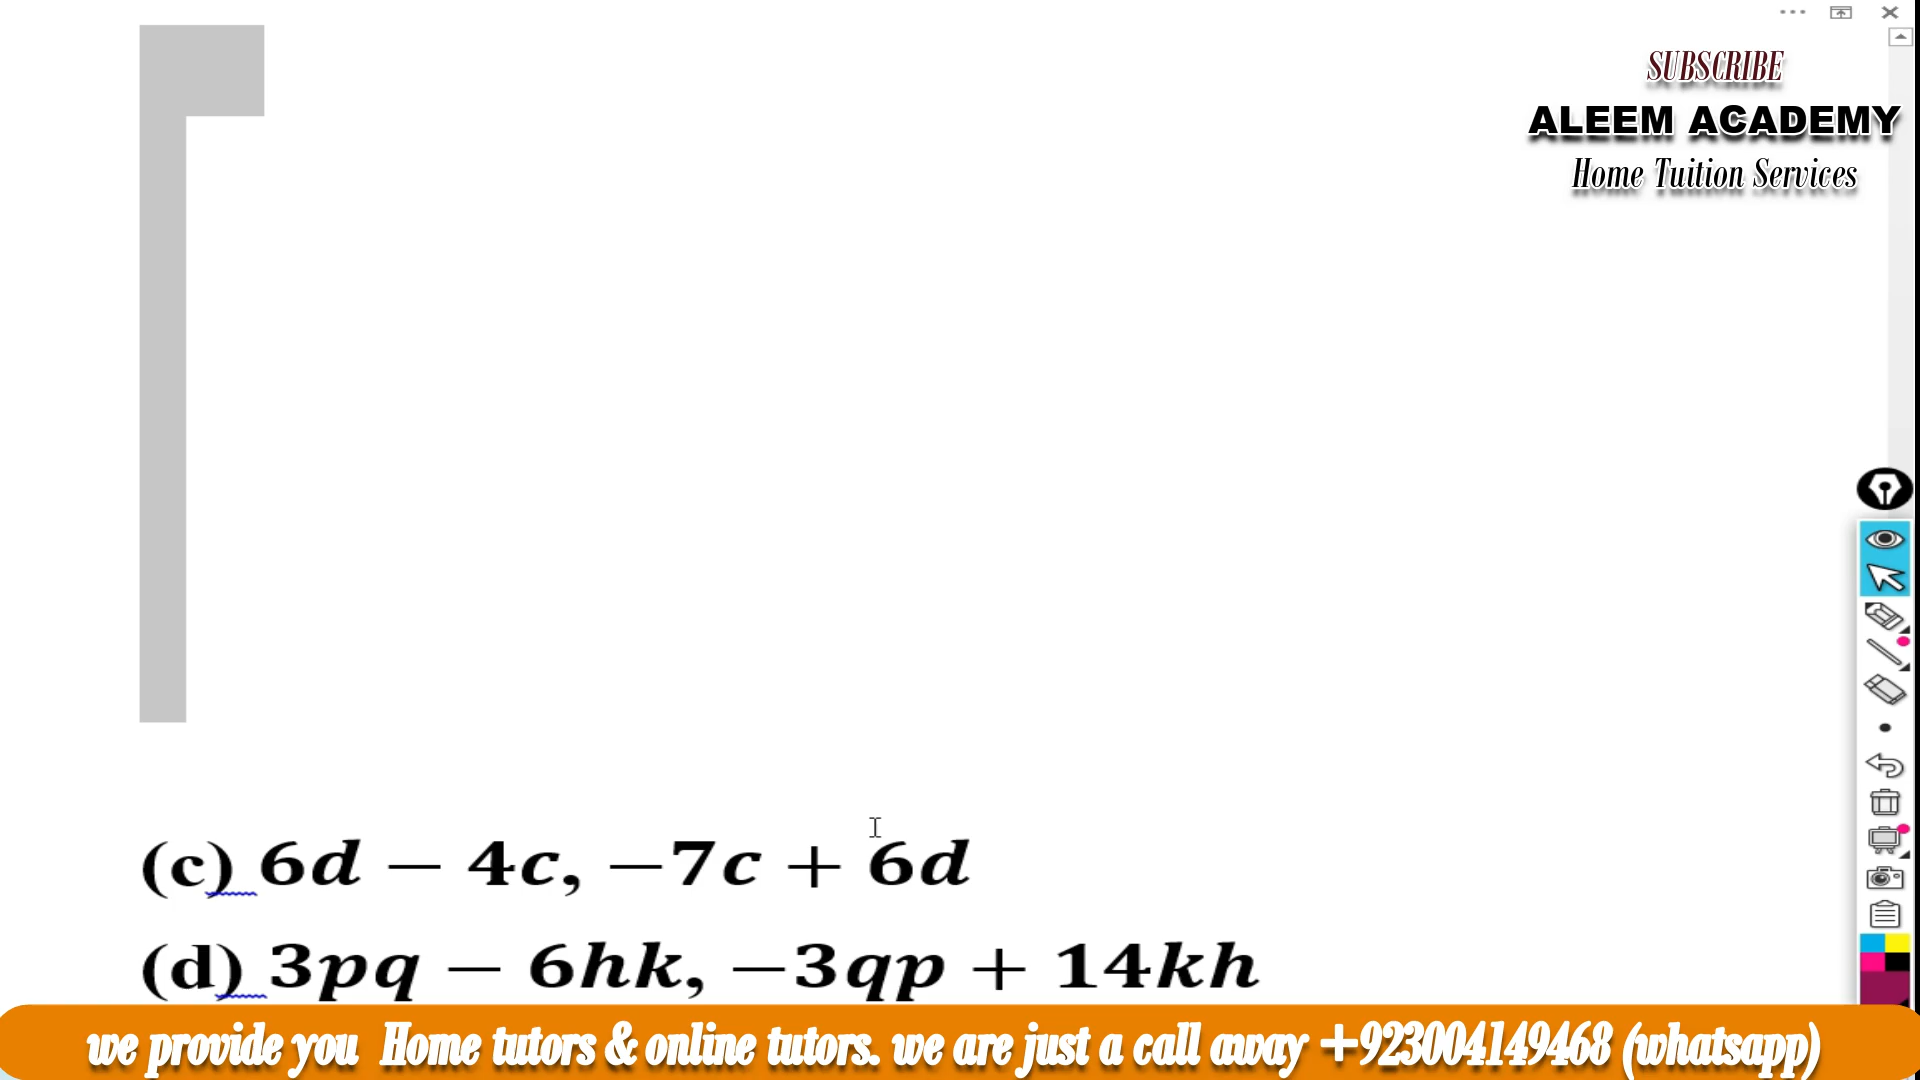 SUBSCRIBE
ALEEM ACADEMY
Home Tuition Services
(c) 6d − 4c, −7c + 6d
(d) 3pq − 6hk, −3qp + 14kh
we provide you Home tutors & online tutors. we are just a call away +923004149468 (whatsapp)